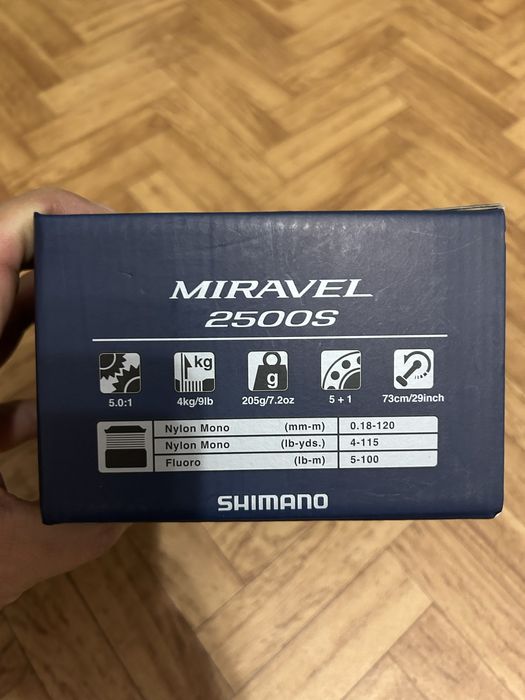 MIRAVEL
2500S
kg g
5.0:1 4kg/9lb 205g/7.2oz 5 + 1 73cm/29inch
Nylon Mono (mm-m) 0.18-120
Nylon Mono (lb-yds.) 4-115
Fluoro (lb-m) 5-100
SHIMANO